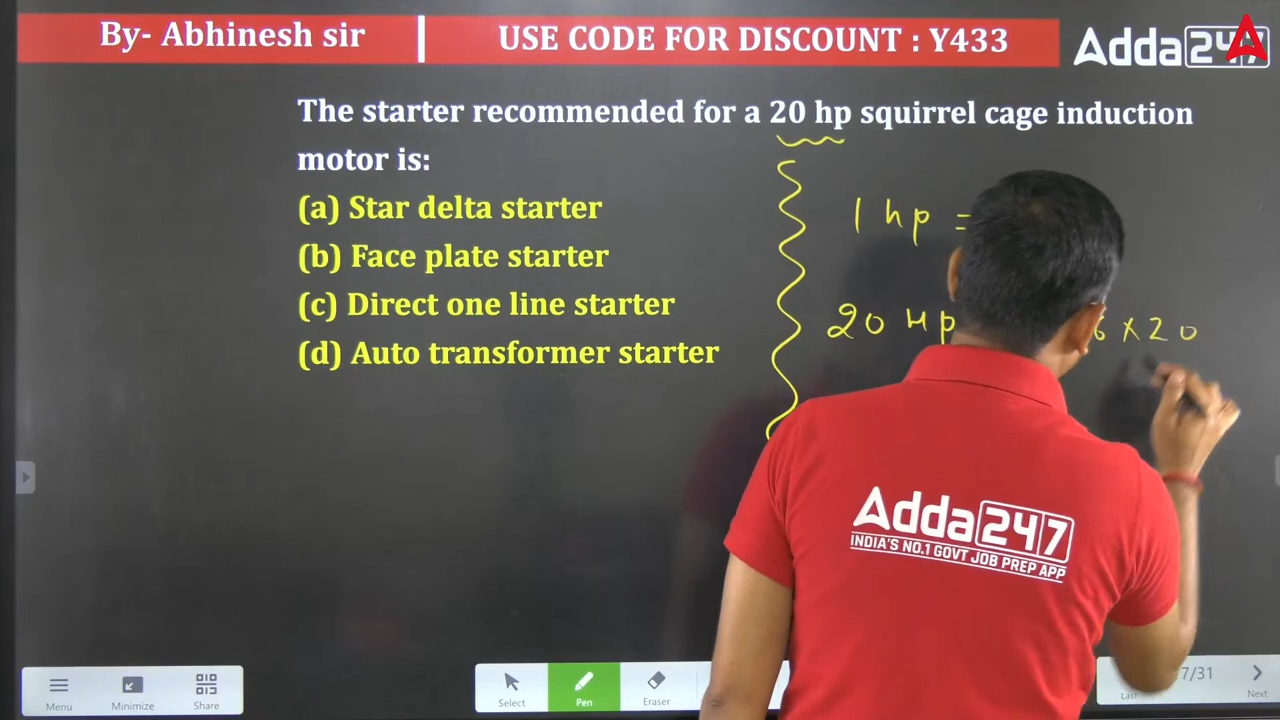 By- Abhinesh sir
USE CODE FOR DISCOUNT : Y433
Adda247
The starter recommended for a 20 hp squirrel cage induction
motor is:
(a) Star delta starter
(b) Face plate starter
(c) Direct one line starter
(d) Auto transformer starter
1 hp =
20 Hp 6 x 20
Adda247
INDIA'S NO.1 GOVT JOB PREP APP
Menu
Minimize
Share
Select
Pen
Eraser
Last
7/31
Next